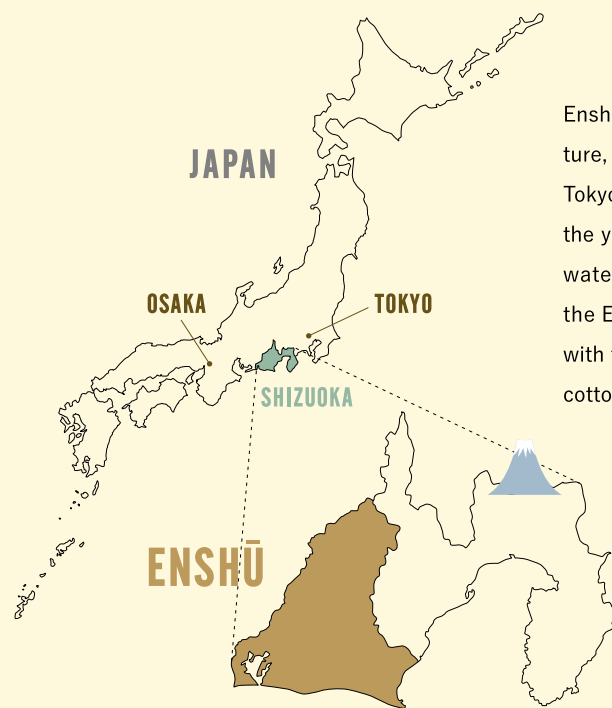 JAPAN
OSAKA
TOKYO
SHIZUOKA
ENSHŪ
Ensh
ture,
Tokyo
the y
wate
the E
with
cotto